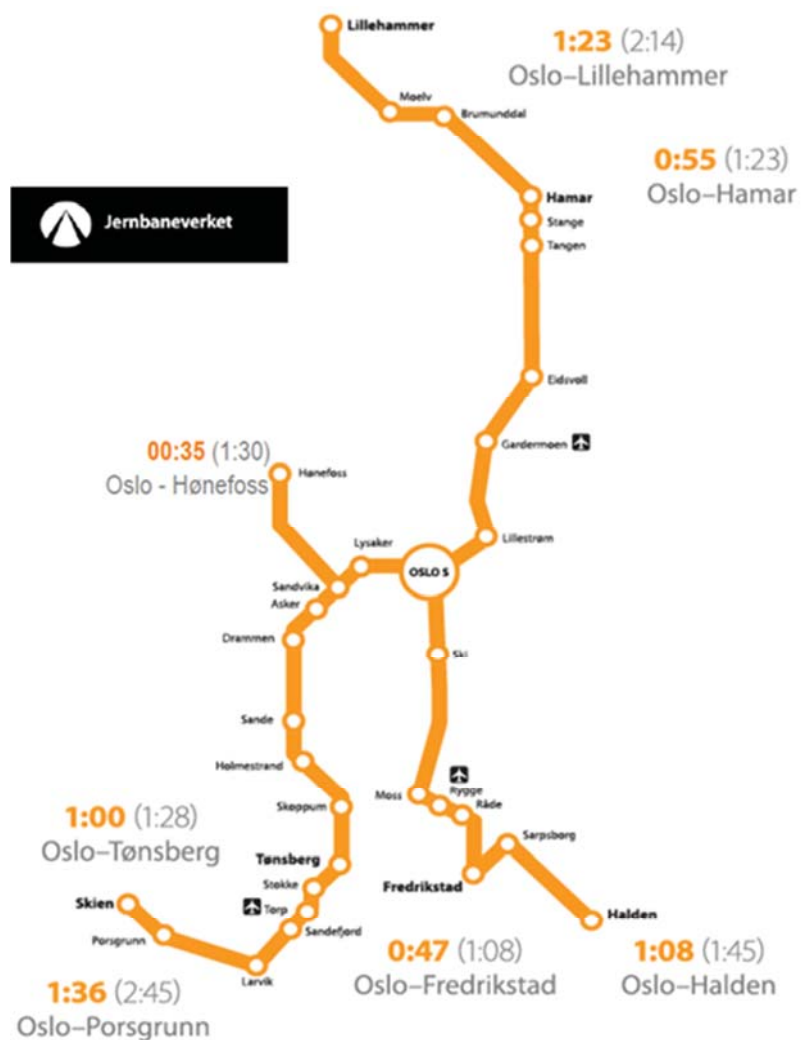 Lillehammer
1:23 (2:14)
Oslo–Lillehammer
Moelv
Brumunddal
0:55 (1:23)
Oslo–Hamar
Hamar
Jernbaneverket
Stange
Tangen
Eidsvoll
Gardermoen
00:35 (1:30)
Oslo - Hønefoss
Hønefoss
Lillestrøm
Lysaker
OSLO S
Sandvika
Asker
Drammen
Ski
Sande
Holmestrand
Moss
Rygge
Råde
Skoppum
1:00 (1:28)
Oslo–Tønsberg
Sarpsborg
Tønsberg
Stokke
Fredrikstad
Skien
Torp
Halden
Sandefjord
Porsgrunn
0:47 (1:08)
Oslo–Fredrikstad
1:08 (1:45)
Oslo–Halden
Larvik
1:36 (2:45)
Oslo–Porsgrunn